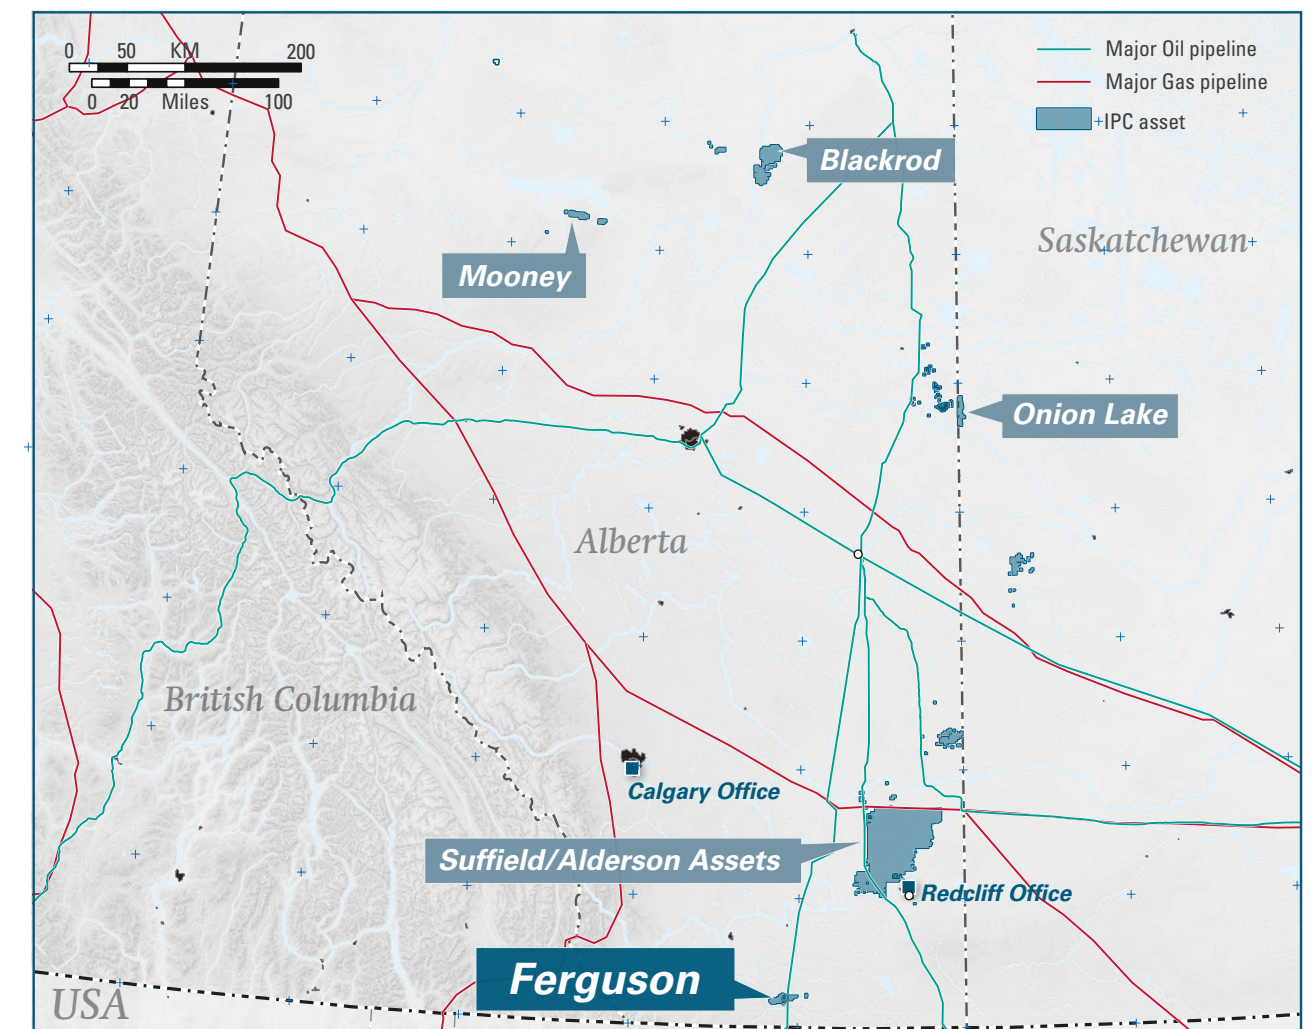 0 50 KM 200
0 20 Miles 100
Major Oil pipeline
Major Gas pipeline
IPC asset
Blackrod
Saskatchewan
Mooney
Onion Lake
Alberta
British Columbia
Calgary Office
Suffield/Alderson Assets
Redcliff Office
Ferguson
USA